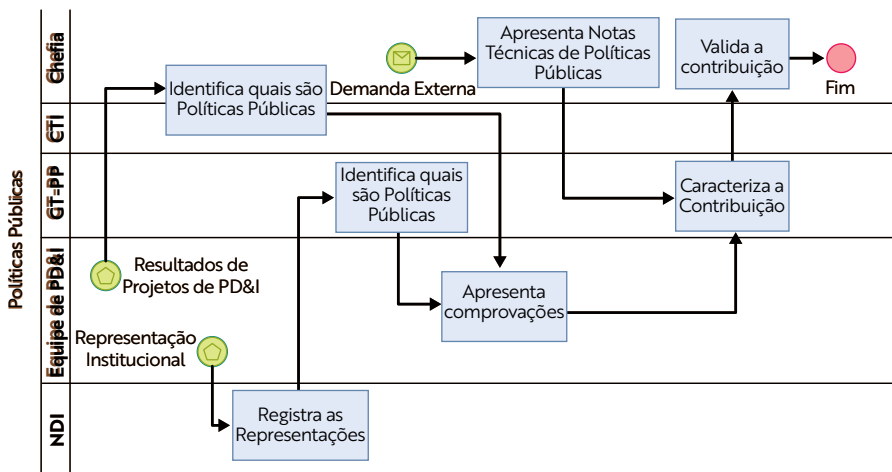 Políticas Públicas
Chefia
CTI
GT-PP
Equipe de PD&I
NDI
Identifica quais são
Políticas Públicas
Demanda Externa
Apresenta Notas
Técnicas de Políticas
Públicas
Valida a
contribuição
Fim
Identifica quais
são Políticas
Públicas
Caracteriza a
Contribuição
Resultados de
Projetos de PD&I
Apresenta
comprovações
Representação
Institucional
Registra as
Representações